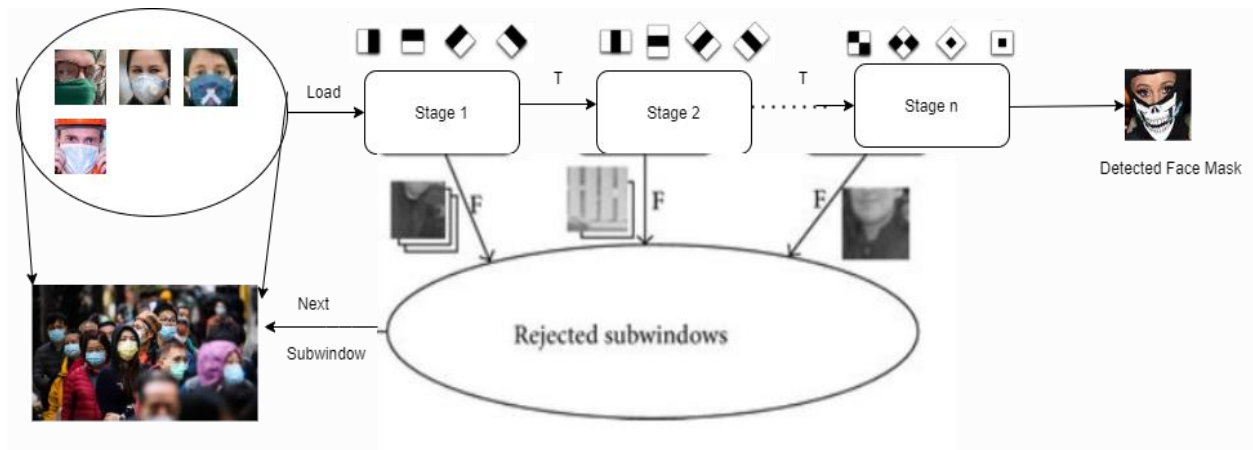 Load
Stage 1
T
Stage 2
T
Stage n
Detected Face Mask
F
F
F
Next
Subwindow
Rejected subwindows